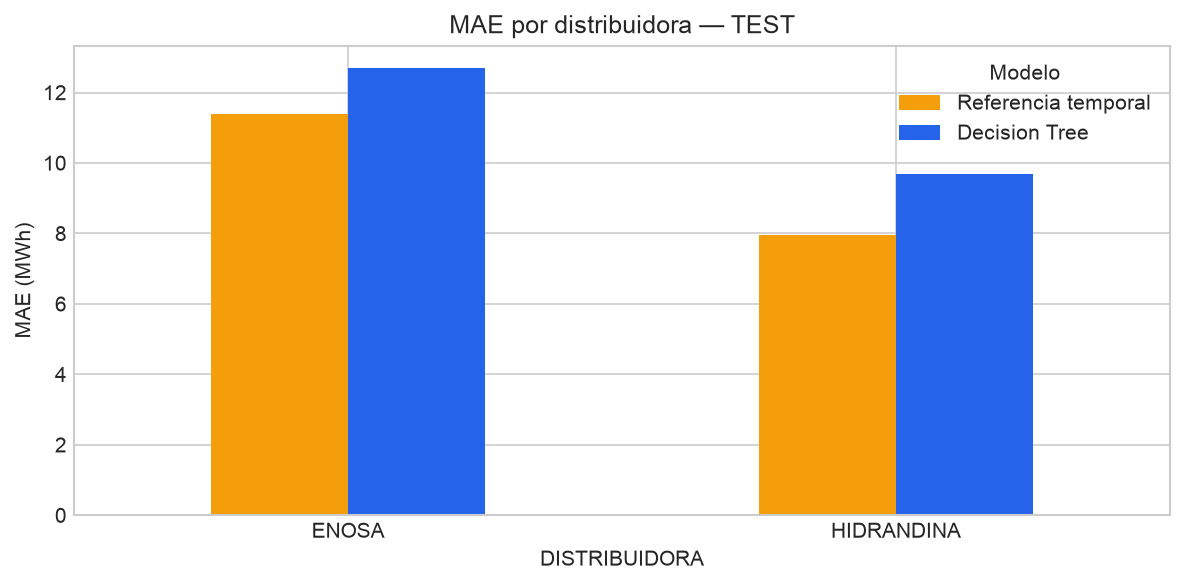 MAE por distribuidora — TEST
Modelo
Referencia temporal
Decision Tree
MAE (MWh)
12
10
8
6
4
2
0
ENOSA
HIDRANDINA
DISTRIBUIDORA